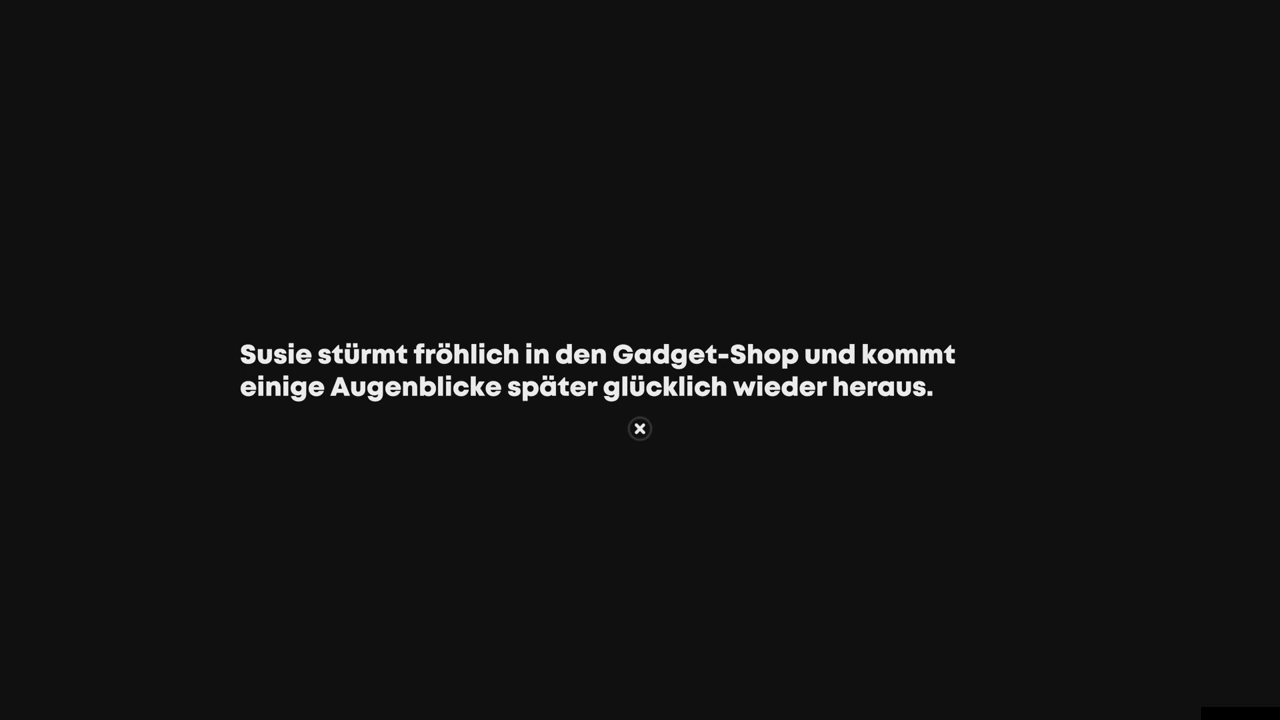 Susie stürmt fröhlich in den Gadget-Shop und kommt
einige Augenblicke später glücklich wieder heraus.